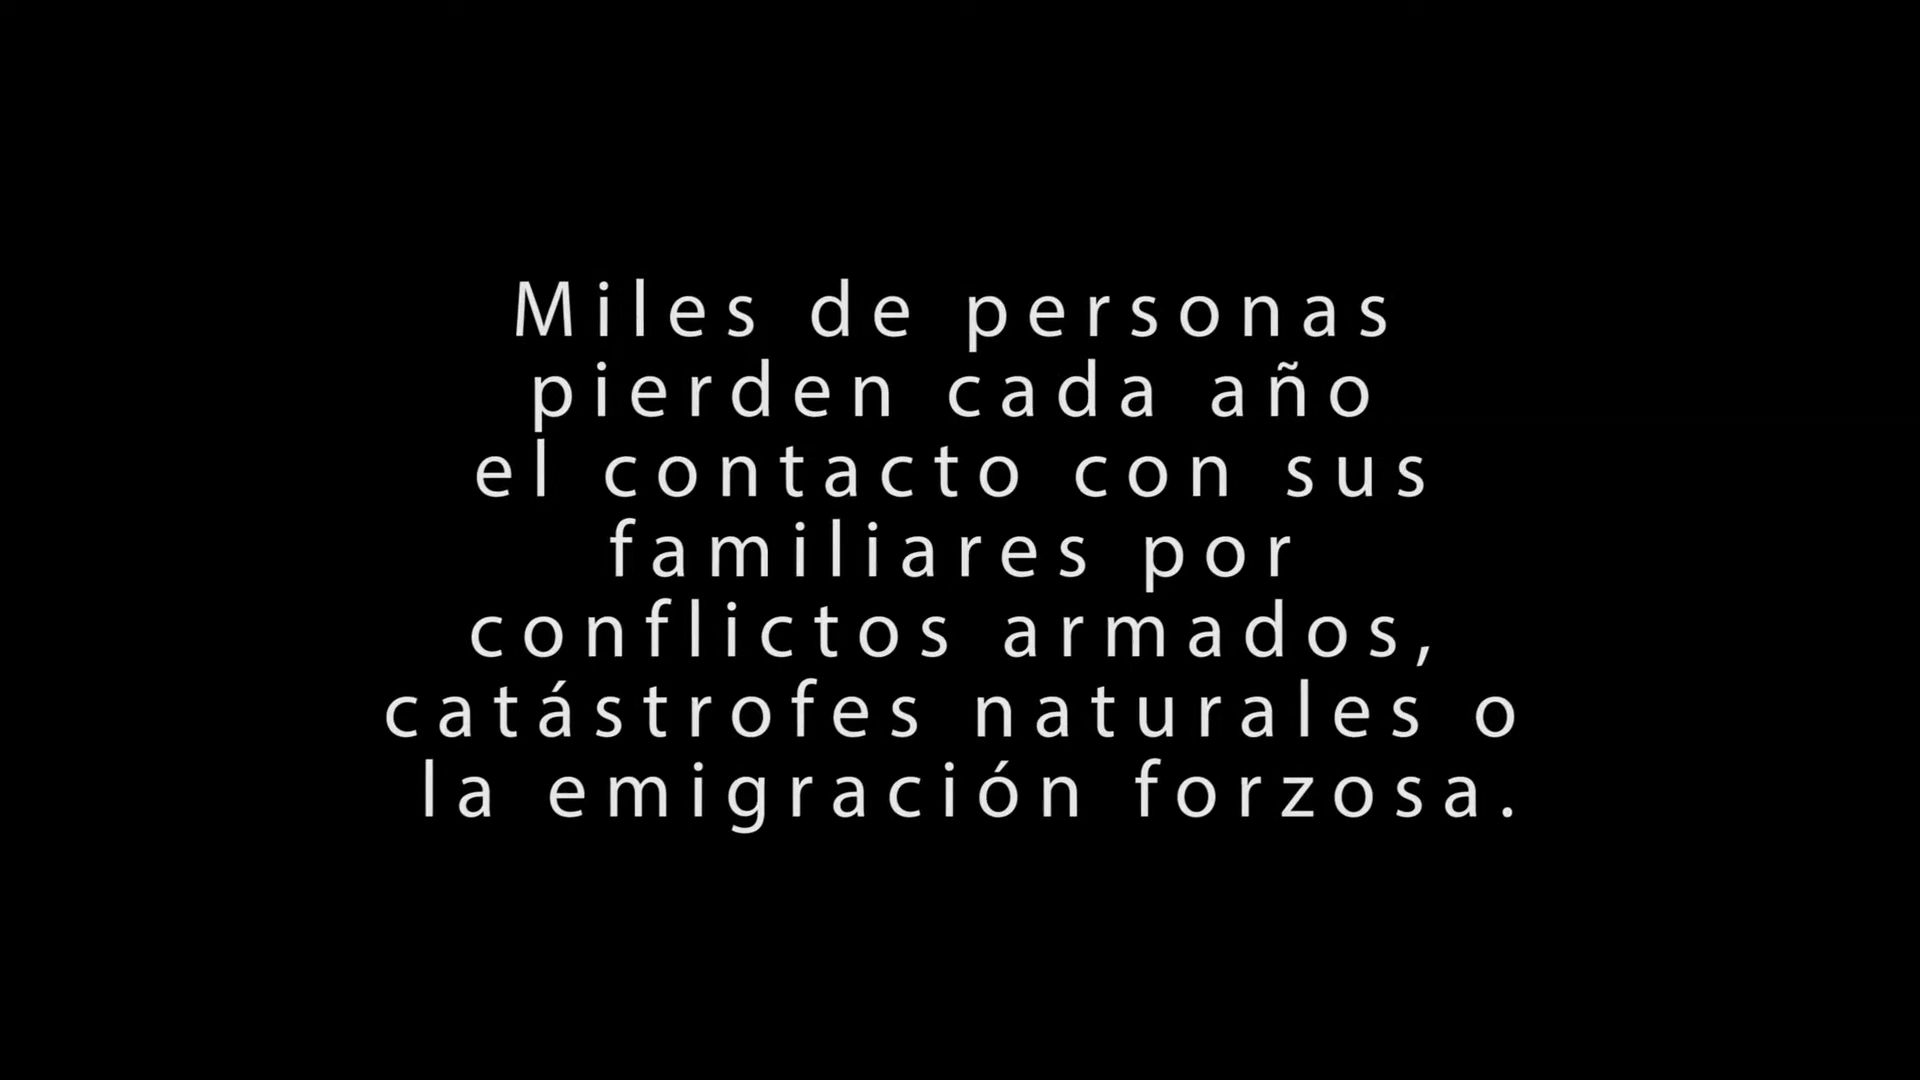 Miles de personas
pierden cada año
el contacto con sus
familiares por
conflictos armados,
catástrofes naturales o
la emigración forzosa.